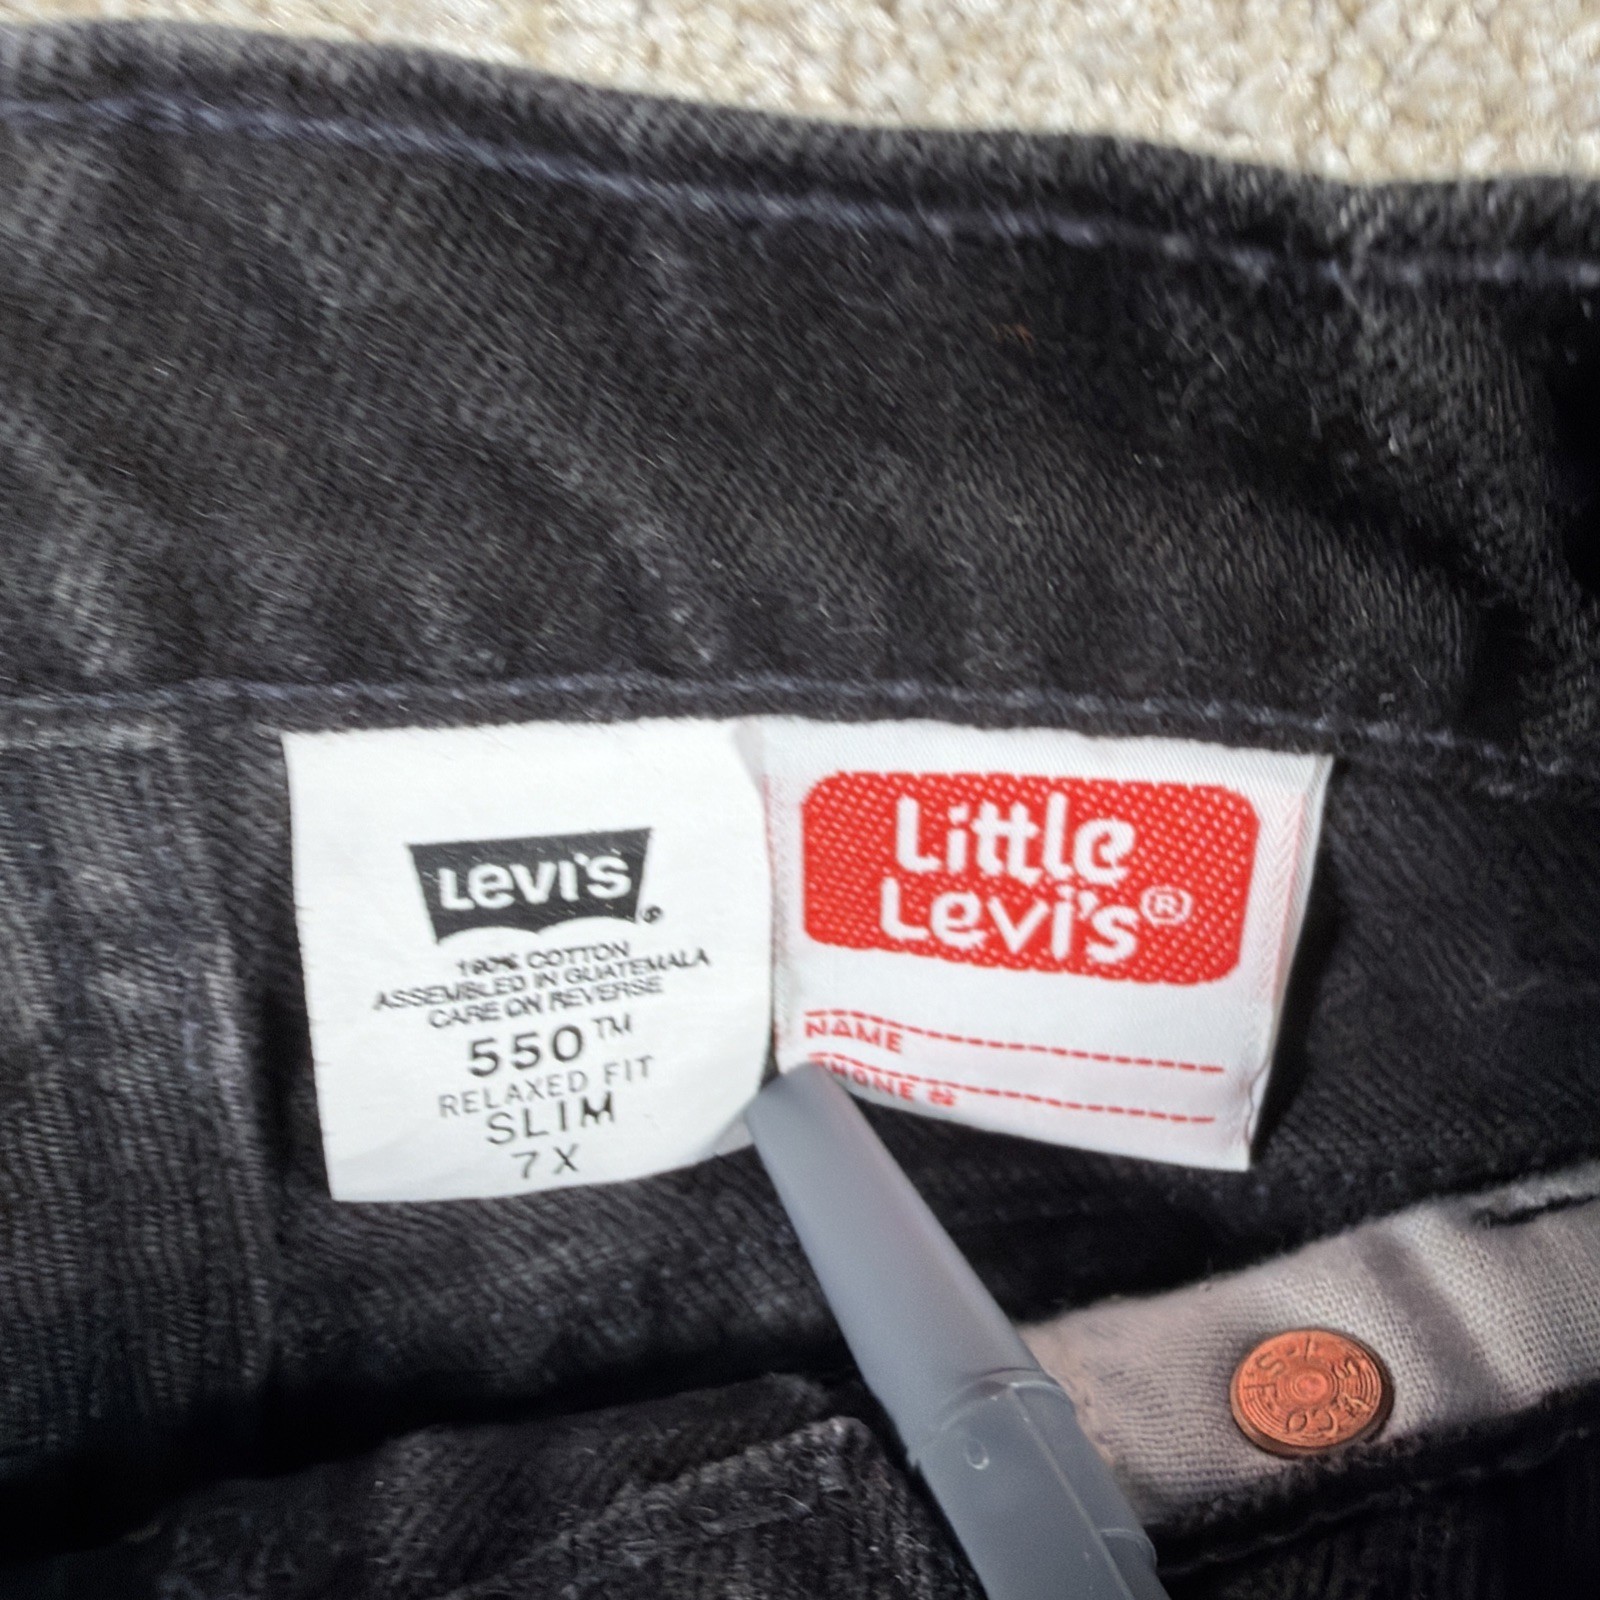 LEVI'S®
100% COTTON
ASSEMBLED IN GUATEMALA
CARE ON REVERSE
550™
RELAXED FIT
SLIM
7X
Little
Levi's®
NAME
PHONE #